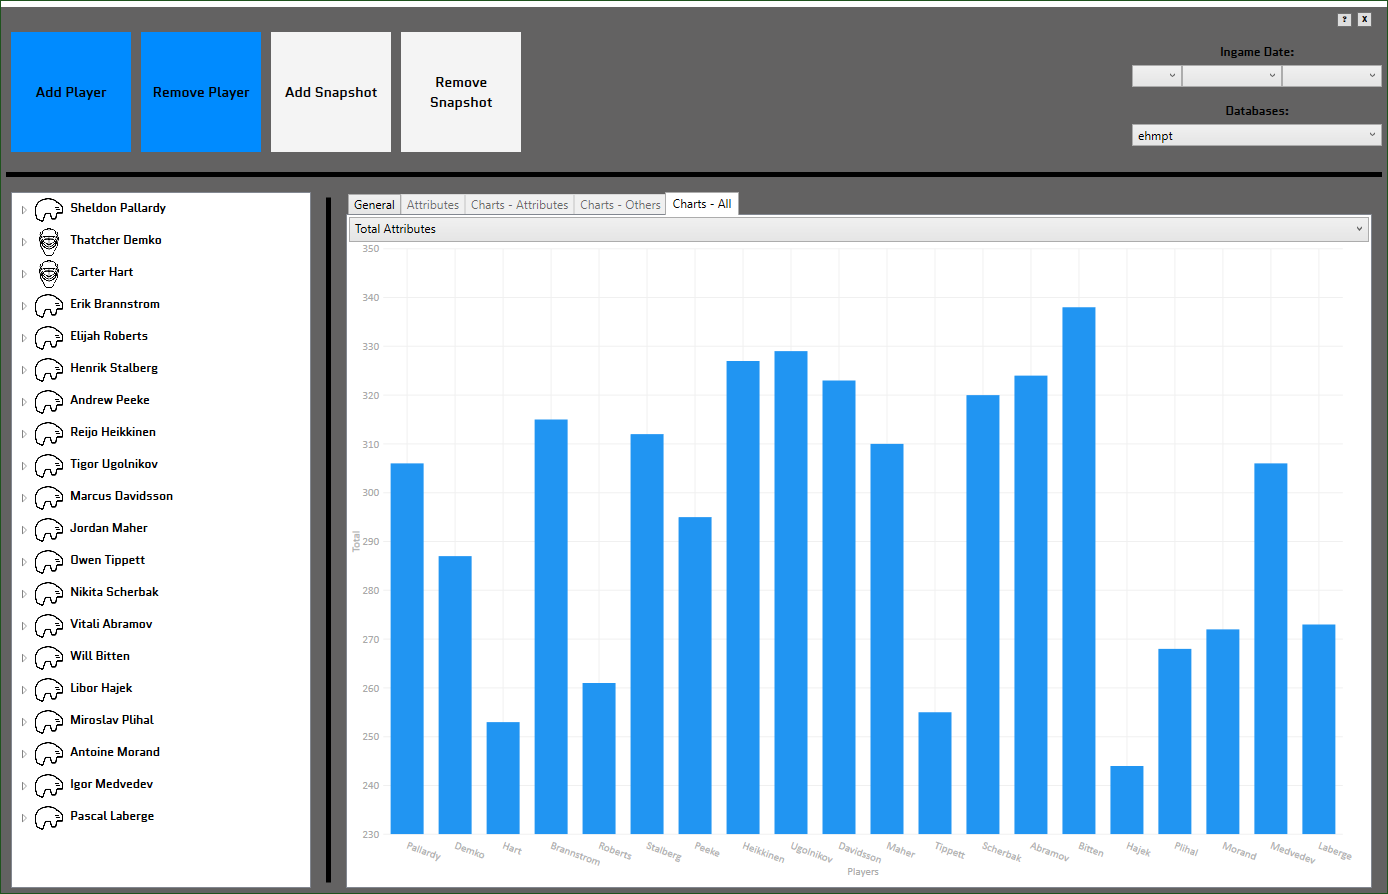 ? X
Add Player
Remove Player
Add Snapshot
Remove
Snapshot
Ingame Date:
Databases:
ehmpt
Sheldon Pallardy
Thatcher Demko
Carter Hart
Erik Brannstrom
Elijah Roberts
Henrik Stalberg
Andrew Peeke
Reijo Heikkinen
Tigor Ugolnikov
Marcus Davidsson
Jordan Maher
Owen Tippett
Nikita Scherbak
Vitali Abramov
Will Bitten
Libor Hajek
Miroslav Plihal
Antoine Morand
Igor Medvedev
Pascal Laberge
General Attributes Charts - Attributes Charts - Others Charts - All
Total Attributes
350
340
330
320
310
300
290
280
270
260
250
240
230
Total
Pallardy Demko Hart Brannstrom Roberts Stalberg Peeke Heikkinen Ugolnikov Davidsson Maher Tippett Scherbak Abramov Bitten Hajek Plihal Morand Medvedev Laberge
Players